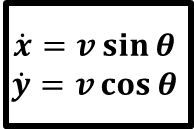 ẋ = v sin θ
ẏ = v cos θ